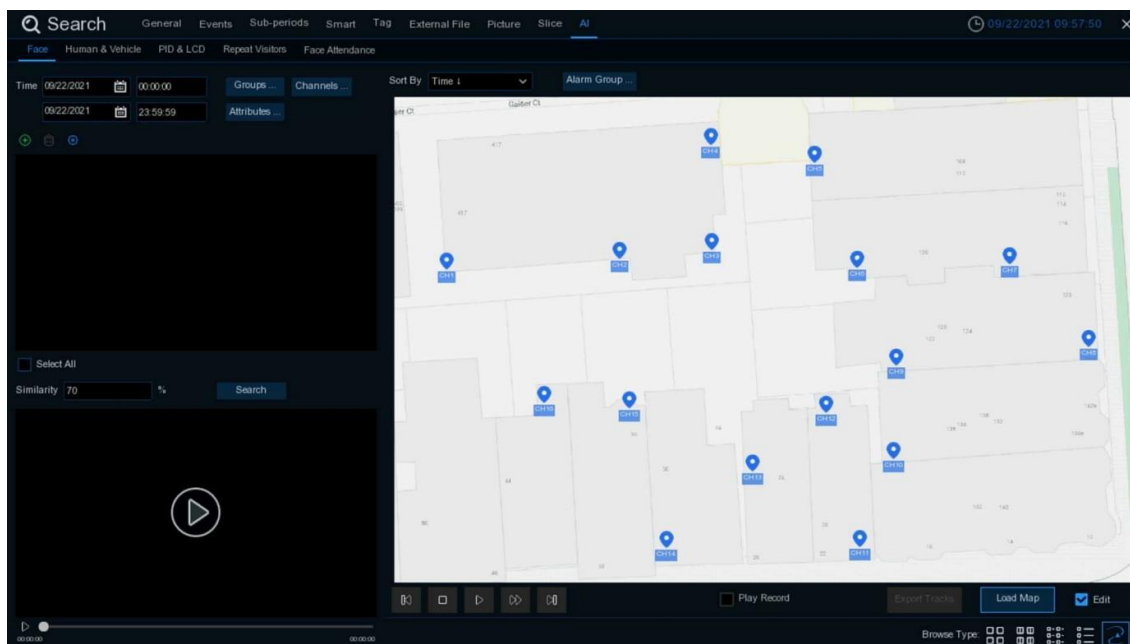 Search General Events Sub-periods Smart Tag External File Picture Slice AI 09/22/2021 09:57:50
Face Human & Vehicle PID & LCD Repeat Visitors Face Attendance
Time 09/22/2021 00:00:00 Groups ... Channels ...
09/22/2021 23:59:59 Attributes ...
Sort By Time ↓ Alarm Group ...
Select All
Similarity 70 % Search
Gaiter Ct
417
CH4
CH5
417
CH1
CH2
CH3
CH6
CH7
CH8
CH9
CH16
CH15
CH12
CH13
CH10
CH14
CH11
Play Record Export Tracks Load Map Edit
00:00:00 00:00:00
Browse Type: